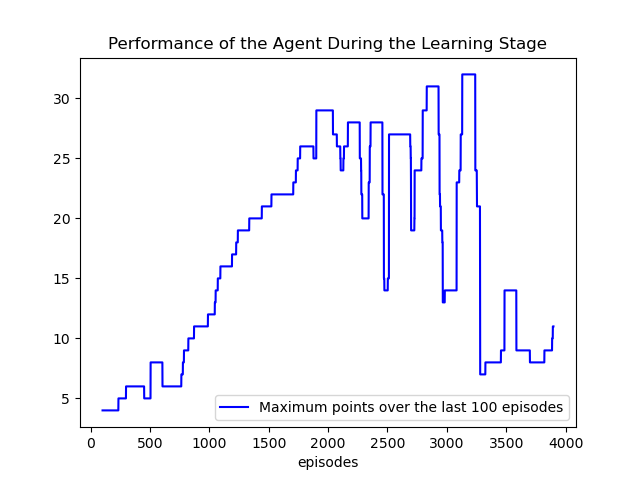 Performance of the Agent During the Learning Stage
30
25
20
15
10
5
Maximum points over the last 100 episodes
0 500 1000 1500 2000 2500 3000 3500 4000
episodes